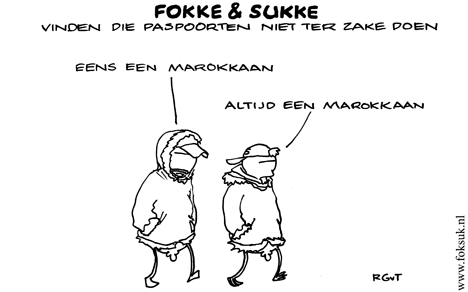 FOKKE & SUKKE
VINDEN DIE PASPOORTEN NIET TER ZAKE DOEN
EENS EEN MAROKKAAN
ALTIJD EEN MAROKKAAN
RGvT
www.foksuk.nl